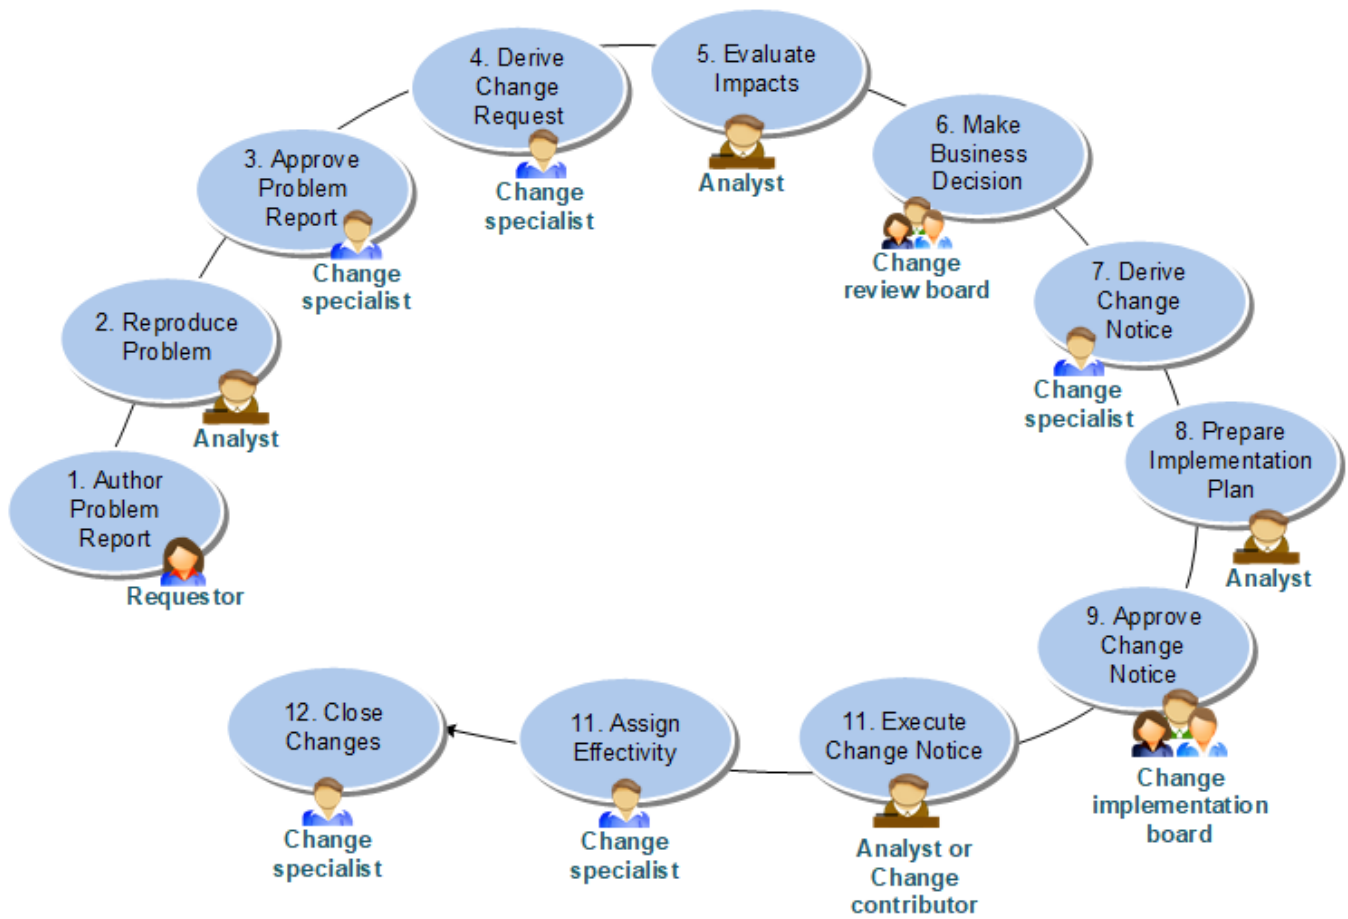 1. Author
Problem
Report
Requestor
2. Reproduce
Problem
Analyst
3. Approve
Problem
Report
Change
specialist
4. Derive
Change
Request
Change
specialist
5. Evaluate
Impacts
Analyst
6. Make
Business
Decision
Change
review board
7. Derive
Change
Notice
Change
specialist
8. Prepare
Implementation
Plan
Analyst
9. Approve
Change
Notice
Change
implementation
board
11. Execute
Change Notice
Analyst or
Change
contributor
11. Assign
Effectivity
Change
specialist
12. Close
Changes
Change
specialist